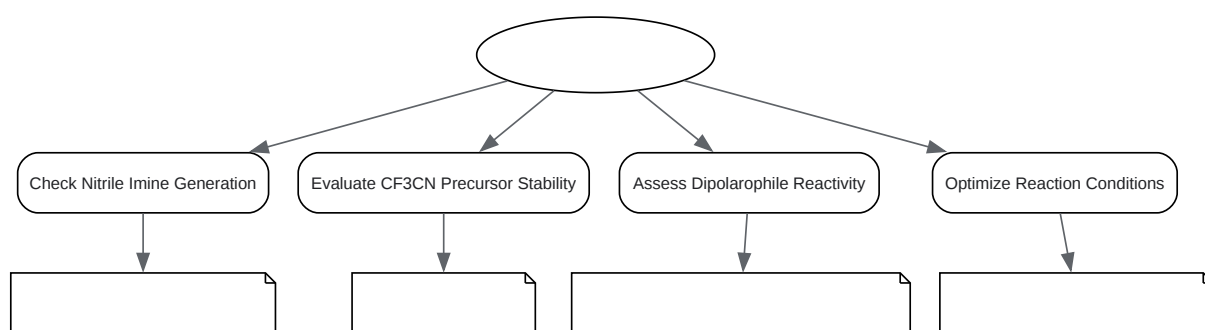 Check Nitrile Imine Generation
Evaluate CF3CN Precursor Stability
Assess Dipolarophile Reactivity
Optimize Reaction Conditions